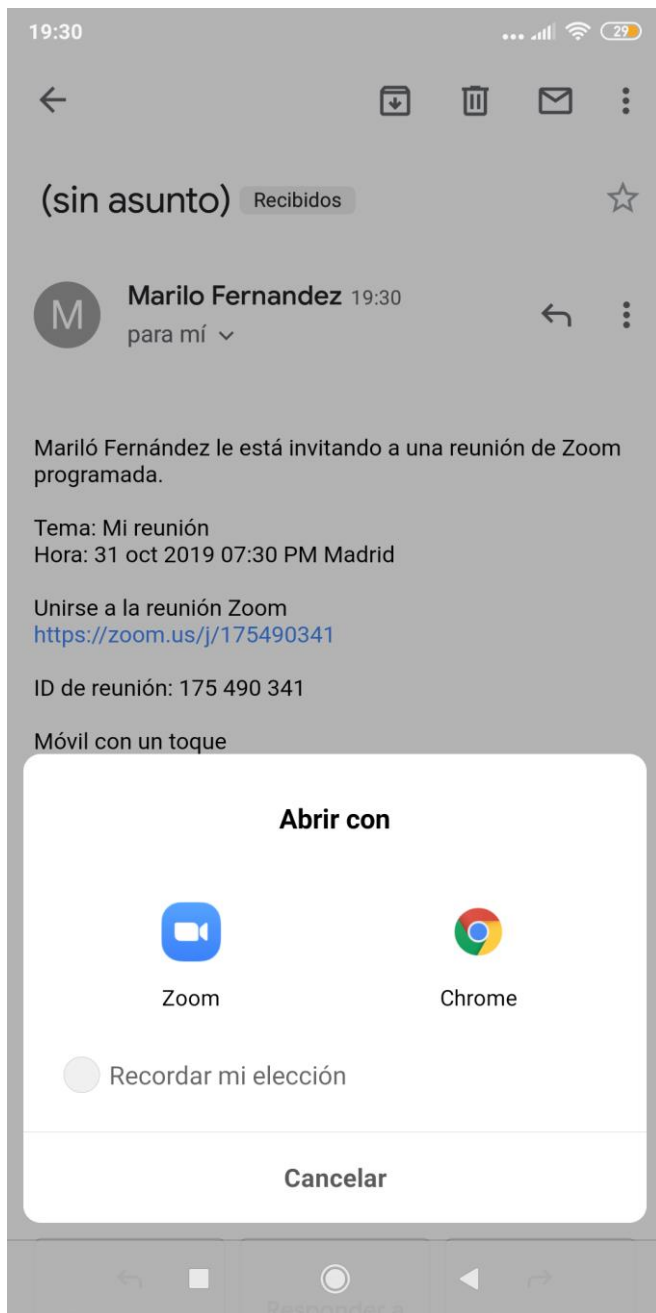 19:30
29
(sin asunto) Recibidos
M
Marilo Fernandez 19:30
para mí
Mariló Fernández le está invitando a una reunión de Zoom
programada.
Tema: Mi reunión
Hora: 31 oct 2019 07:30 PM Madrid
Unirse a la reunión Zoom
https://zoom.us/j/175490341
ID de reunión: 175 490 341
Móvil con un toque
Abrir con
Zoom Chrome
Recordar mi elección
Cancelar
Responder a